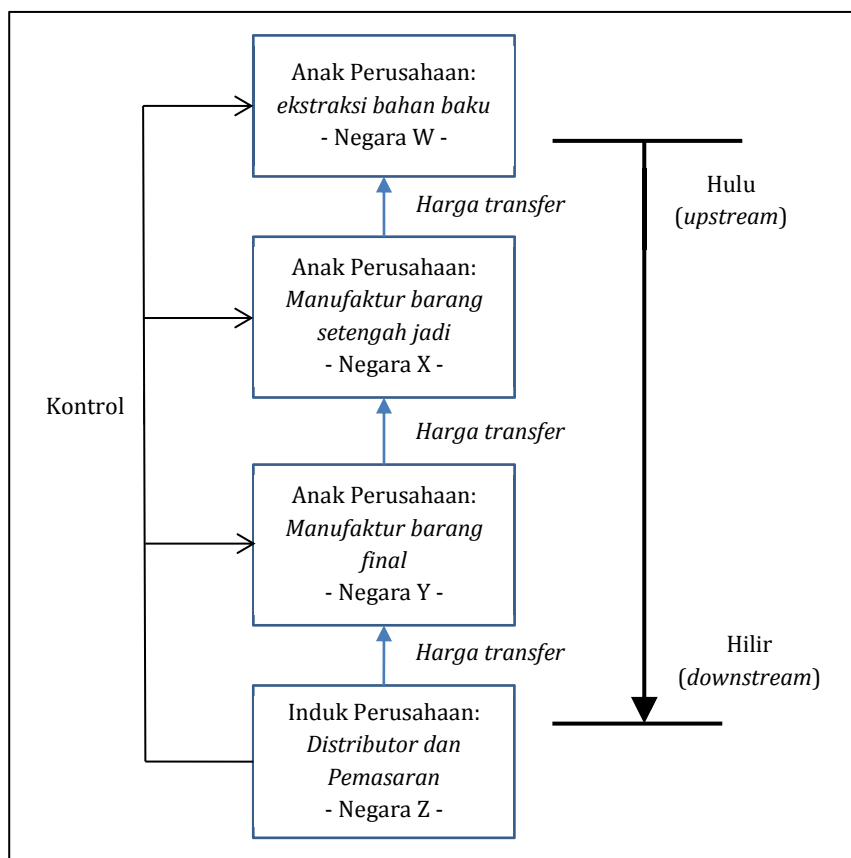 Anak Perusahaan:
ekstraksi bahan baku
- Negara W -
Harga transfer
Hulu
(upstream)
Anak Perusahaan:
Manufaktur barang
setengah jadi
- Negara X -
Kontrol
Harga transfer
Anak Perusahaan:
Manufaktur barang
final
- Negara Y -
Harga transfer
Hilir
(downstream)
Induk Perusahaan:
Distributor dan
Pemasaran
- Negara Z -